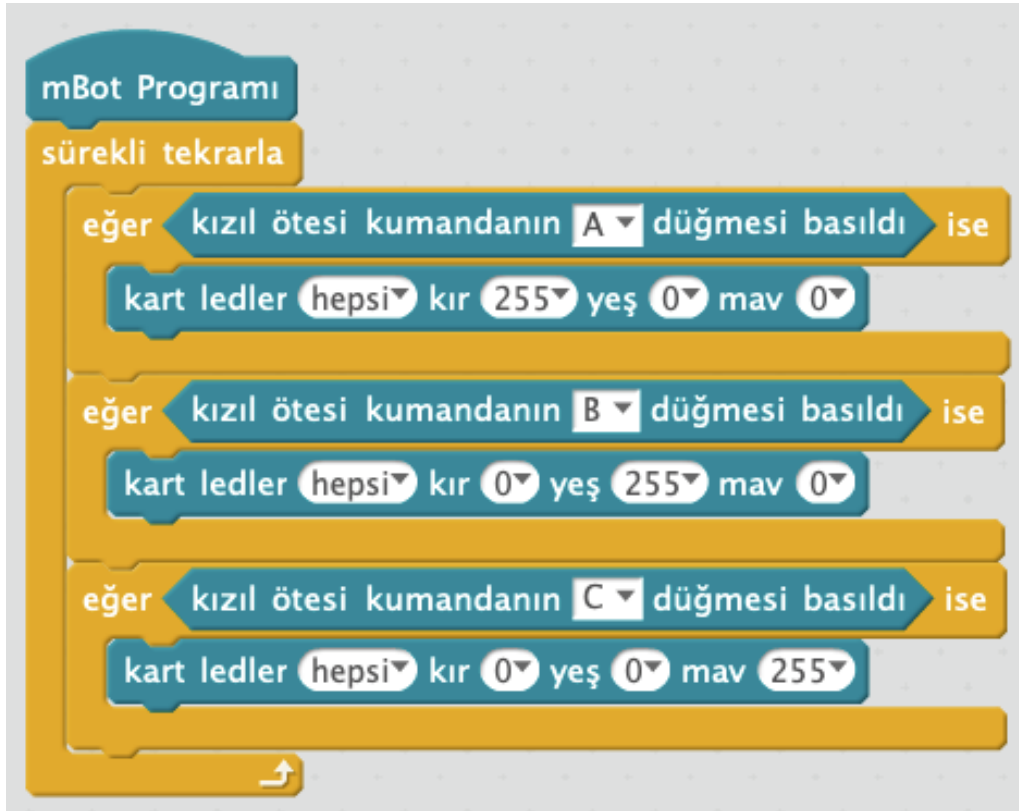 mBot Programı
sürekli tekrarla
eğer kızıl ötesi kumandanın A düğmesi basıldı ise
kart ledler hepsi kır 255 yeş 0 mav 0
eğer kızıl ötesi kumandanın B düğmesi basıldı ise
kart ledler hepsi kır 0 yeş 255 mav 0
eğer kızıl ötesi kumandanın C düğmesi basıldı ise
kart ledler hepsi kır 0 yeş 0 mav 255